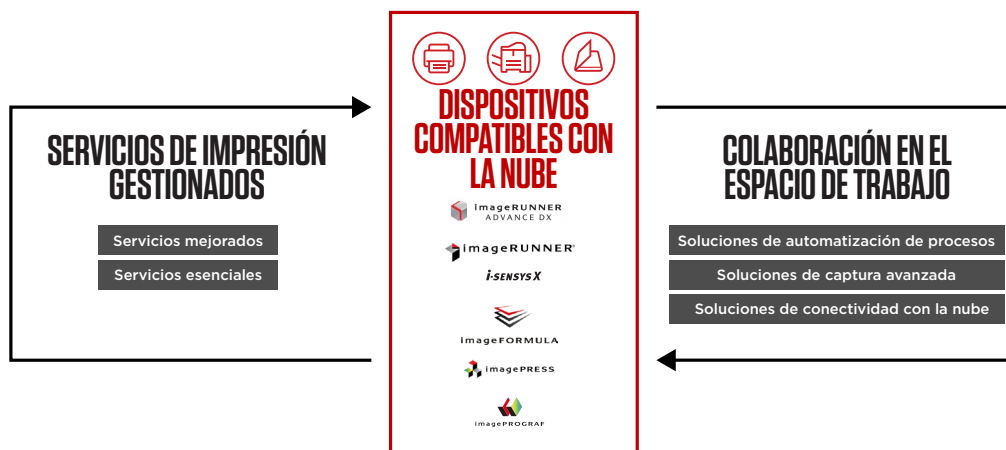 SERVICIOS DE IMPRESIÓN
GESTIONADOS
Servicios mejorados
Servicios esenciales
DISPOSITIVOS
COMPATIBLES CON
LA NUBE
imageRUNNER
ADVANCE DX
imageRUNNER®
i-SENSYS X
imageFORMULA
imagePRESS
imagePROGRAF
COLABORACIÓN EN EL
ESPACIO DE TRABAJO
Soluciones de automatización de procesos
Soluciones de captura avanzada
Soluciones de conectividad con la nube